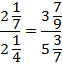 (2 1/7)/(2 1/4) = (3 7/9)/(5 3/7)